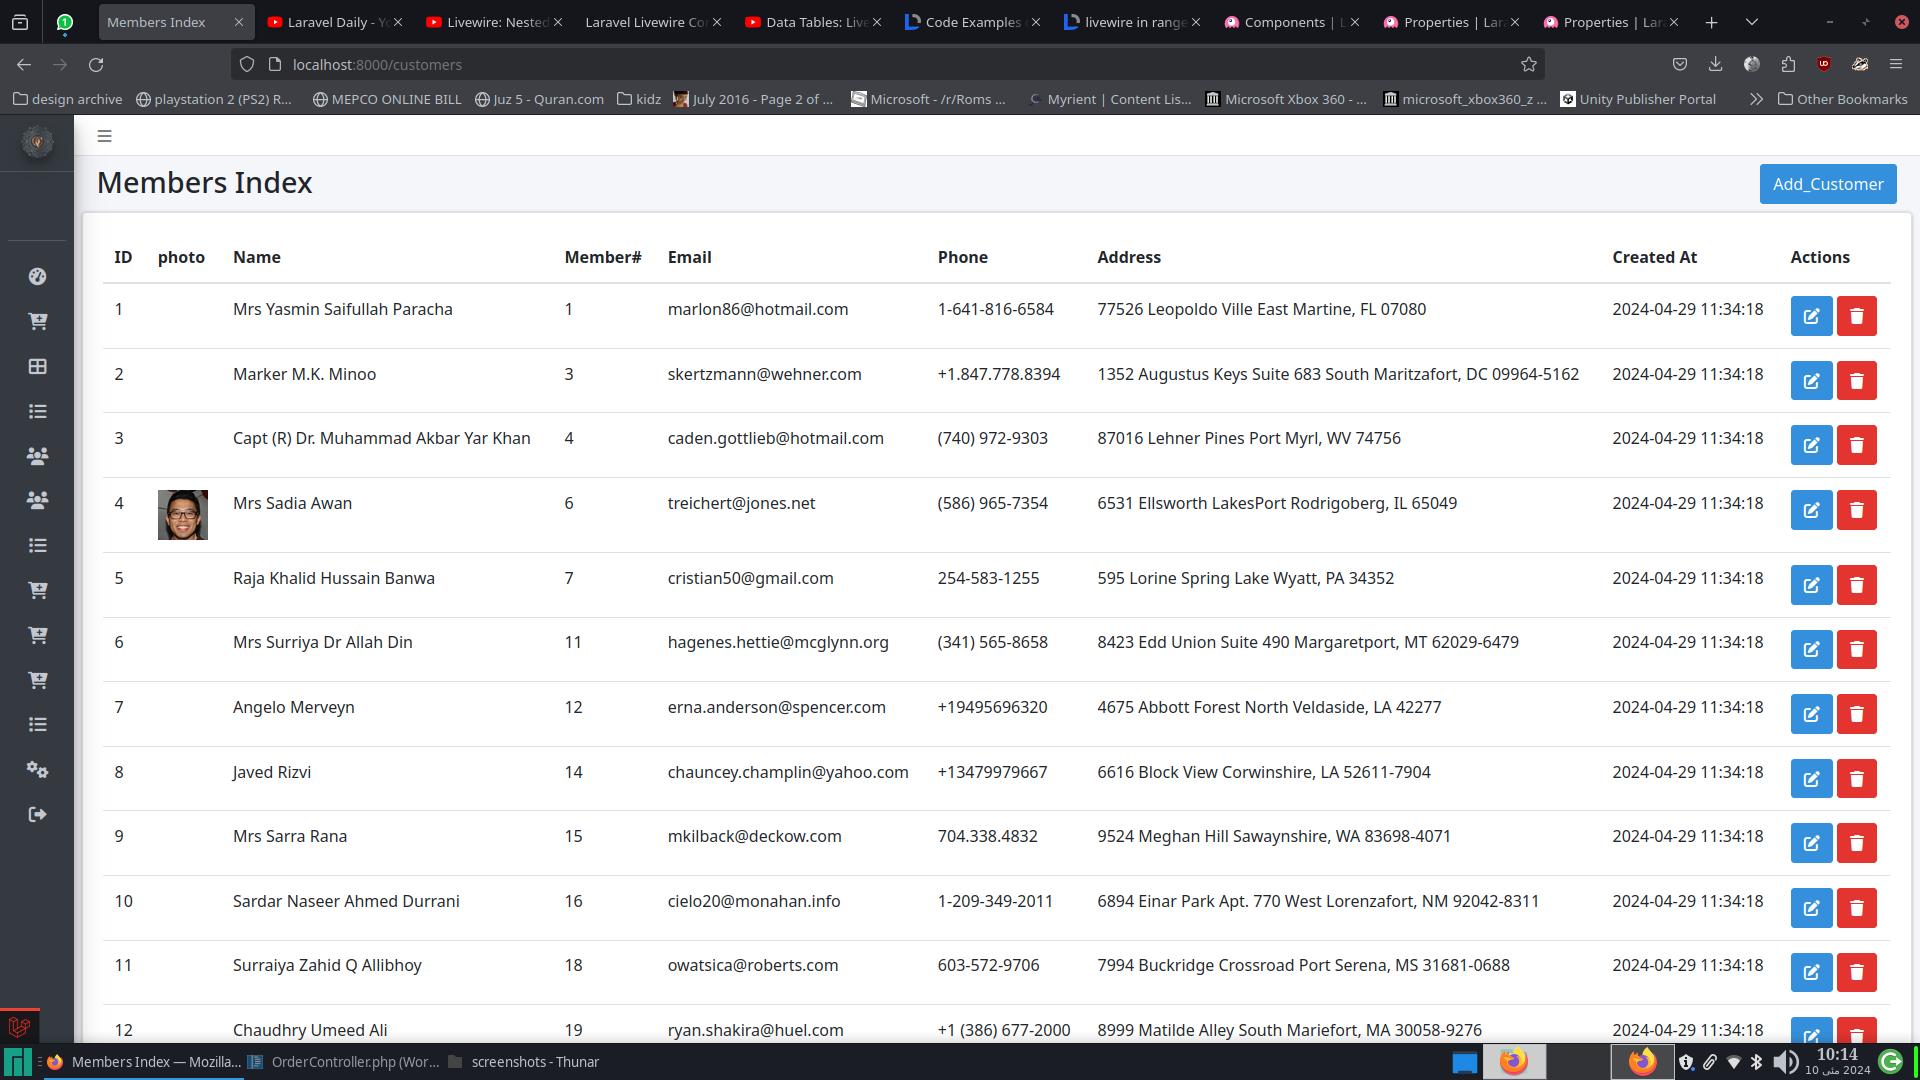 Members Index
Laravel Daily - Yo
Livewire: Nested
Laravel Livewire Co
Data Tables: Live
Code Examples
livewire in range
Components | L
Properties | Lar
Properties | Lar
localhost:8000/customers
design archive
playstation 2 (PS2) R...
MEPCO ONLINE BILL
Juz 5 - Quran.com
kidz
July 2016 - Page 2 of ...
Microsoft - /r/Roms ...
Myrient | Content Lis...
Microsoft Xbox 360 - ...
microsoft_xbox360_z ...
Unity Publisher Portal
Other Bookmarks
Members Index
Add_Customer
ID photo Name Member# Email Phone Address Created At Actions
1 Mrs Yasmin Saifullah Paracha 1 marlon86@hotmail.com 1-641-816-6584 77526 Leopoldo Ville East Martine, FL 07080 2024-04-29 11:34:18
2 Marker M.K. Minoo 3 skertzmann@wehner.com +1.847.778.8394 1352 Augustus Keys Suite 683 South Maritzafort, DC 09964-5162 2024-04-29 11:34:18
3 Capt (R) Dr. Muhammad Akbar Yar Khan 4 caden.gottlieb@hotmail.com (740) 972-9303 87016 Lehner Pines Port Myrl, WV 74756 2024-04-29 11:34:18
4 Mrs Sadia Awan 6 treichert@jones.net (586) 965-7354 6531 Ellsworth LakesPort Rodrigoberg, IL 65049 2024-04-29 11:34:18
5 Raja Khalid Hussain Banwa 7 cristian50@gmail.com 254-583-1255 595 Lorine Spring Lake Wyatt, PA 34352 2024-04-29 11:34:18
6 Mrs Surriya Dr Allah Din 11 hagenes.hettie@mcglynn.org (341) 565-8658 8423 Edd Union Suite 490 Margaretport, MT 62029-6479 2024-04-29 11:34:18
7 Angelo Merveyn 12 erna.anderson@spencer.com +19495696320 4675 Abbott Forest North Veldaside, LA 42277 2024-04-29 11:34:18
8 Javed Rizvi 14 chauncey.champlin@yahoo.com +13479979667 6616 Block View Corwinshire, LA 52611-7904 2024-04-29 11:34:18
9 Mrs Sarra Rana 15 mkilback@deckow.com 704.338.4832 9524 Meghan Hill Sawaynshire, WA 83698-4071 2024-04-29 11:34:18
10 Sardar Naseer Ahmed Durrani 16 cielo20@monahan.info 1-209-349-2011 6894 Einar Park Apt. 770 West Lorenzafort, NM 92042-8311 2024-04-29 11:34:18
11 Surraiya Zahid Q Allibhoy 18 owatsica@roberts.com 603-572-9706 7994 Buckridge Crossroad Port Serena, MS 31681-0688 2024-04-29 11:34:18
12 Chaudhry Umeed Ali 19 ryan.shakira@huel.com +1 (386) 677-2000 8999 Matilde Alley South Mariefort, MA 30058-9276 2024-04-29 11:34:18
Members Index — Mozilla...
OrderController.php (Wor...
screenshots - Thunar
10:14
10 مئی 2024